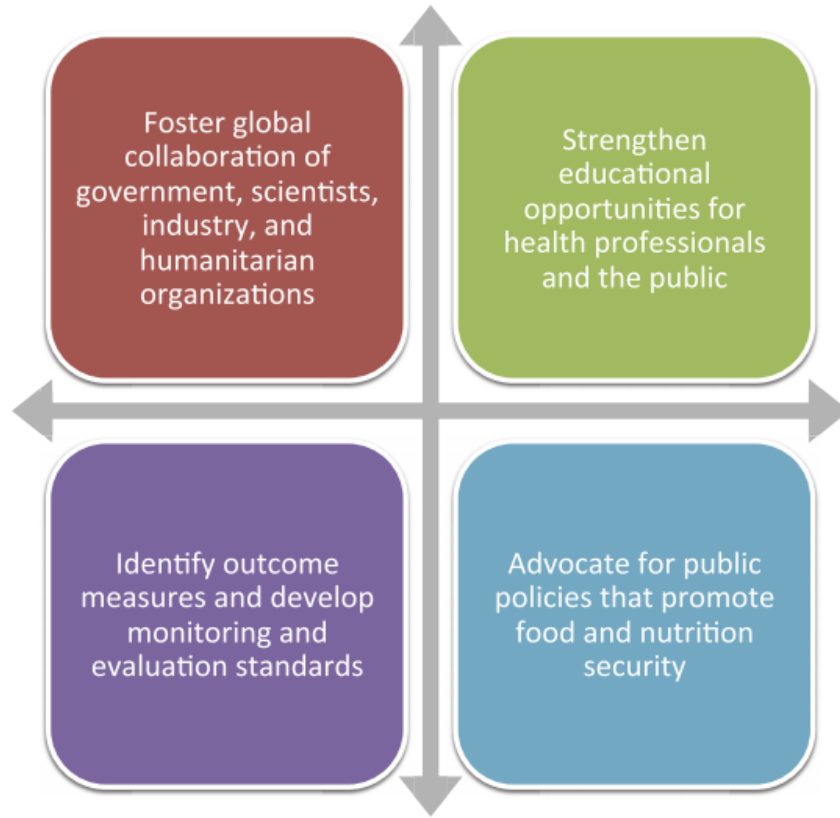 Foster global
collaboration of
government, scientists,
industry, and
humanitarian
organizations
Strengthen
educational
opportunities for
health professionals
and the public
Identify outcome
measures and develop
monitoring and
evaluation standards
Advocate for public
policies that promote
food and nutrition
security